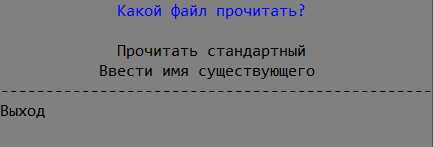 Какой файл прочитать?
Прочитать стандартный
Ввести имя существующего
------------------------------------------------
Выход